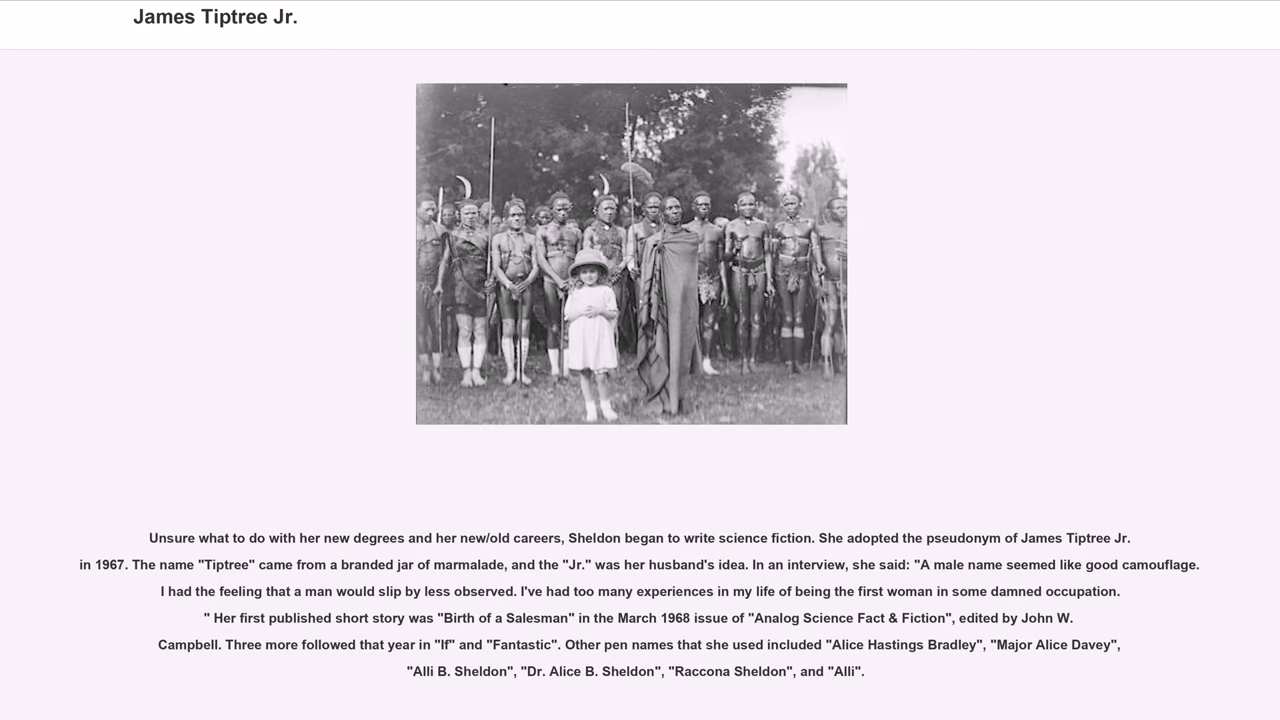 James Tiptree Jr.
Unsure what to do with her new degrees and her new/old careers, Sheldon began to write science fiction. She adopted the pseudonym of James Tiptree Jr.
in 1967. The name "Tiptree" came from a branded jar of marmalade, and the "Jr." was her husband's idea. In an interview, she said: "A male name seemed like good camouflage.
I had the feeling that a man would slip by less observed. I've had too many experiences in my life of being the first woman in some damned occupation.
" Her first published short story was "Birth of a Salesman" in the March 1968 issue of "Analog Science Fact & Fiction", edited by John W.
Campbell. Three more followed that year in "If" and "Fantastic". Other pen names that she used included "Alice Hastings Bradley", "Major Alice Davey",
"Alli B. Sheldon", "Dr. Alice B. Sheldon", "Raccona Sheldon", and "Alli".